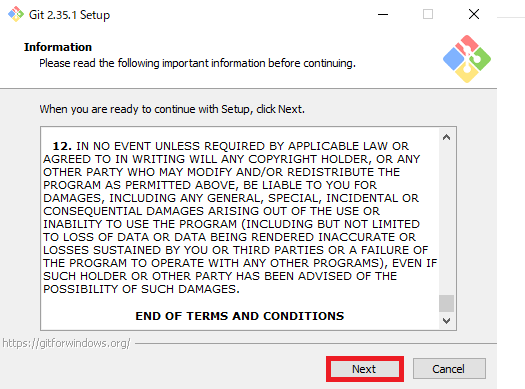 Git 2.35.1 Setup
Information
Please read the following important information before continuing.
When you are ready to continue with Setup, click Next.
12. IN NO EVENT UNLESS REQUIRED BY APPLICABLE LAW OR
AGREED TO IN WRITING WILL ANY COPYRIGHT HOLDER, OR ANY
OTHER PARTY WHO MAY MODIFY AND/OR REDISTRIBUTE THE
PROGRAM AS PERMITTED ABOVE, BE LIABLE TO YOU FOR
DAMAGES, INCLUDING ANY GENERAL, SPECIAL, INCIDENTAL OR
CONSEQUENTIAL DAMAGES ARISING OUT OF THE USE OR
INABILITY TO USE THE PROGRAM (INCLUDING BUT NOT LIMITED
TO LOSS OF DATA OR DATA BEING RENDERED INACCURATE OR
LOSSES SUSTAINED BY YOU OR THIRD PARTIES OR A FAILURE OF
THE PROGRAM TO OPERATE WITH ANY OTHER PROGRAMS), EVEN IF
SUCH HOLDER OR OTHER PARTY HAS BEEN ADVISED OF THE
POSSIBILITY OF SUCH DAMAGES.
END OF TERMS AND CONDITIONS
https://gitforwindows.org/
Next
Cancel